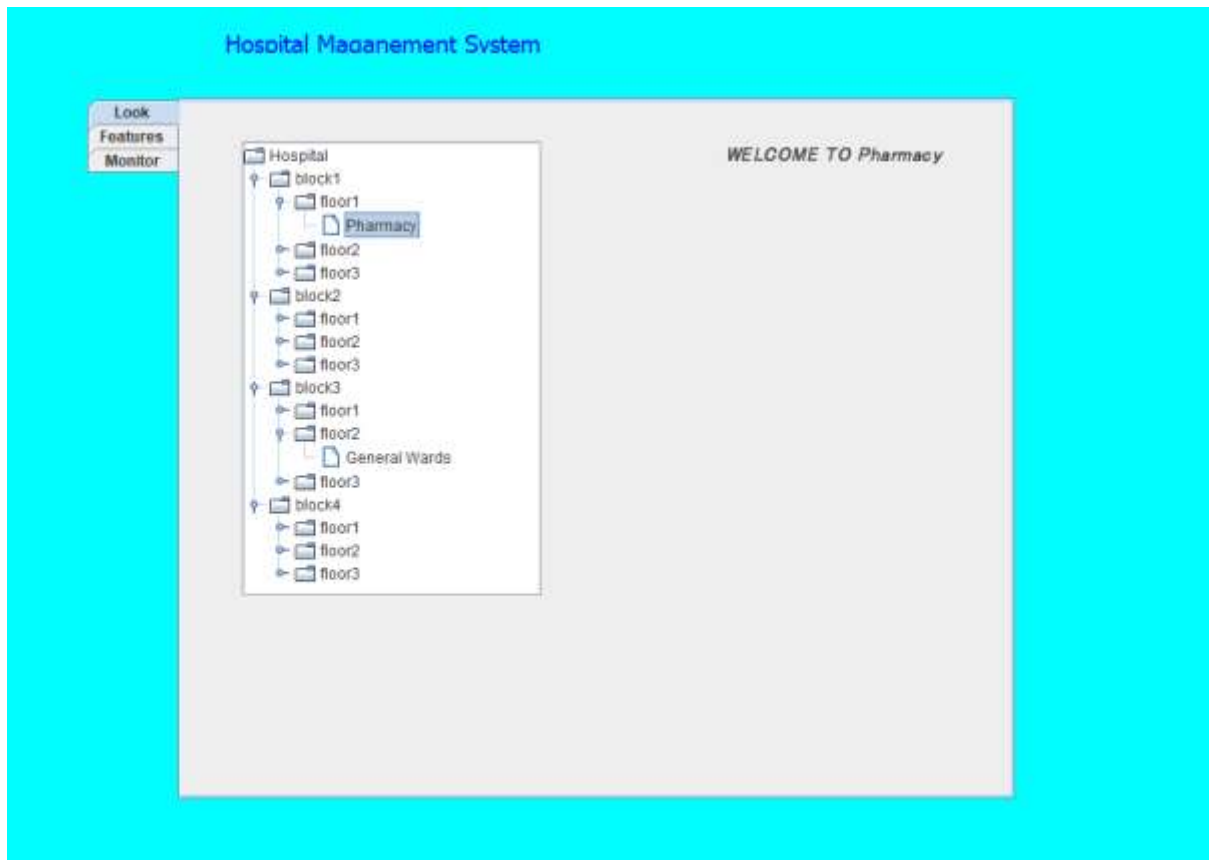 Hospital Maganement System
Look
Features
Monitor
Hospital
block1
floor1
Pharmacy
floor2
floor3
block2
floor1
floor2
floor3
block3
floor1
floor2
General Wards
floor3
block4
floor1
floor2
floor3
WELCOME TO Pharmacy